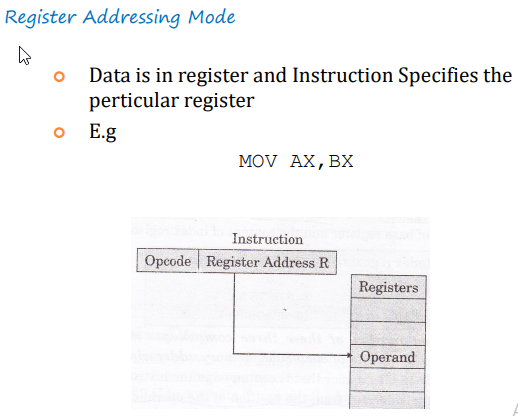 Register Addressing Mode
Data is in register and Instruction Specifies the
perticular register
E.g
MOV AX,BX
Instruction
Opcode Register Address R
Registers
Operand